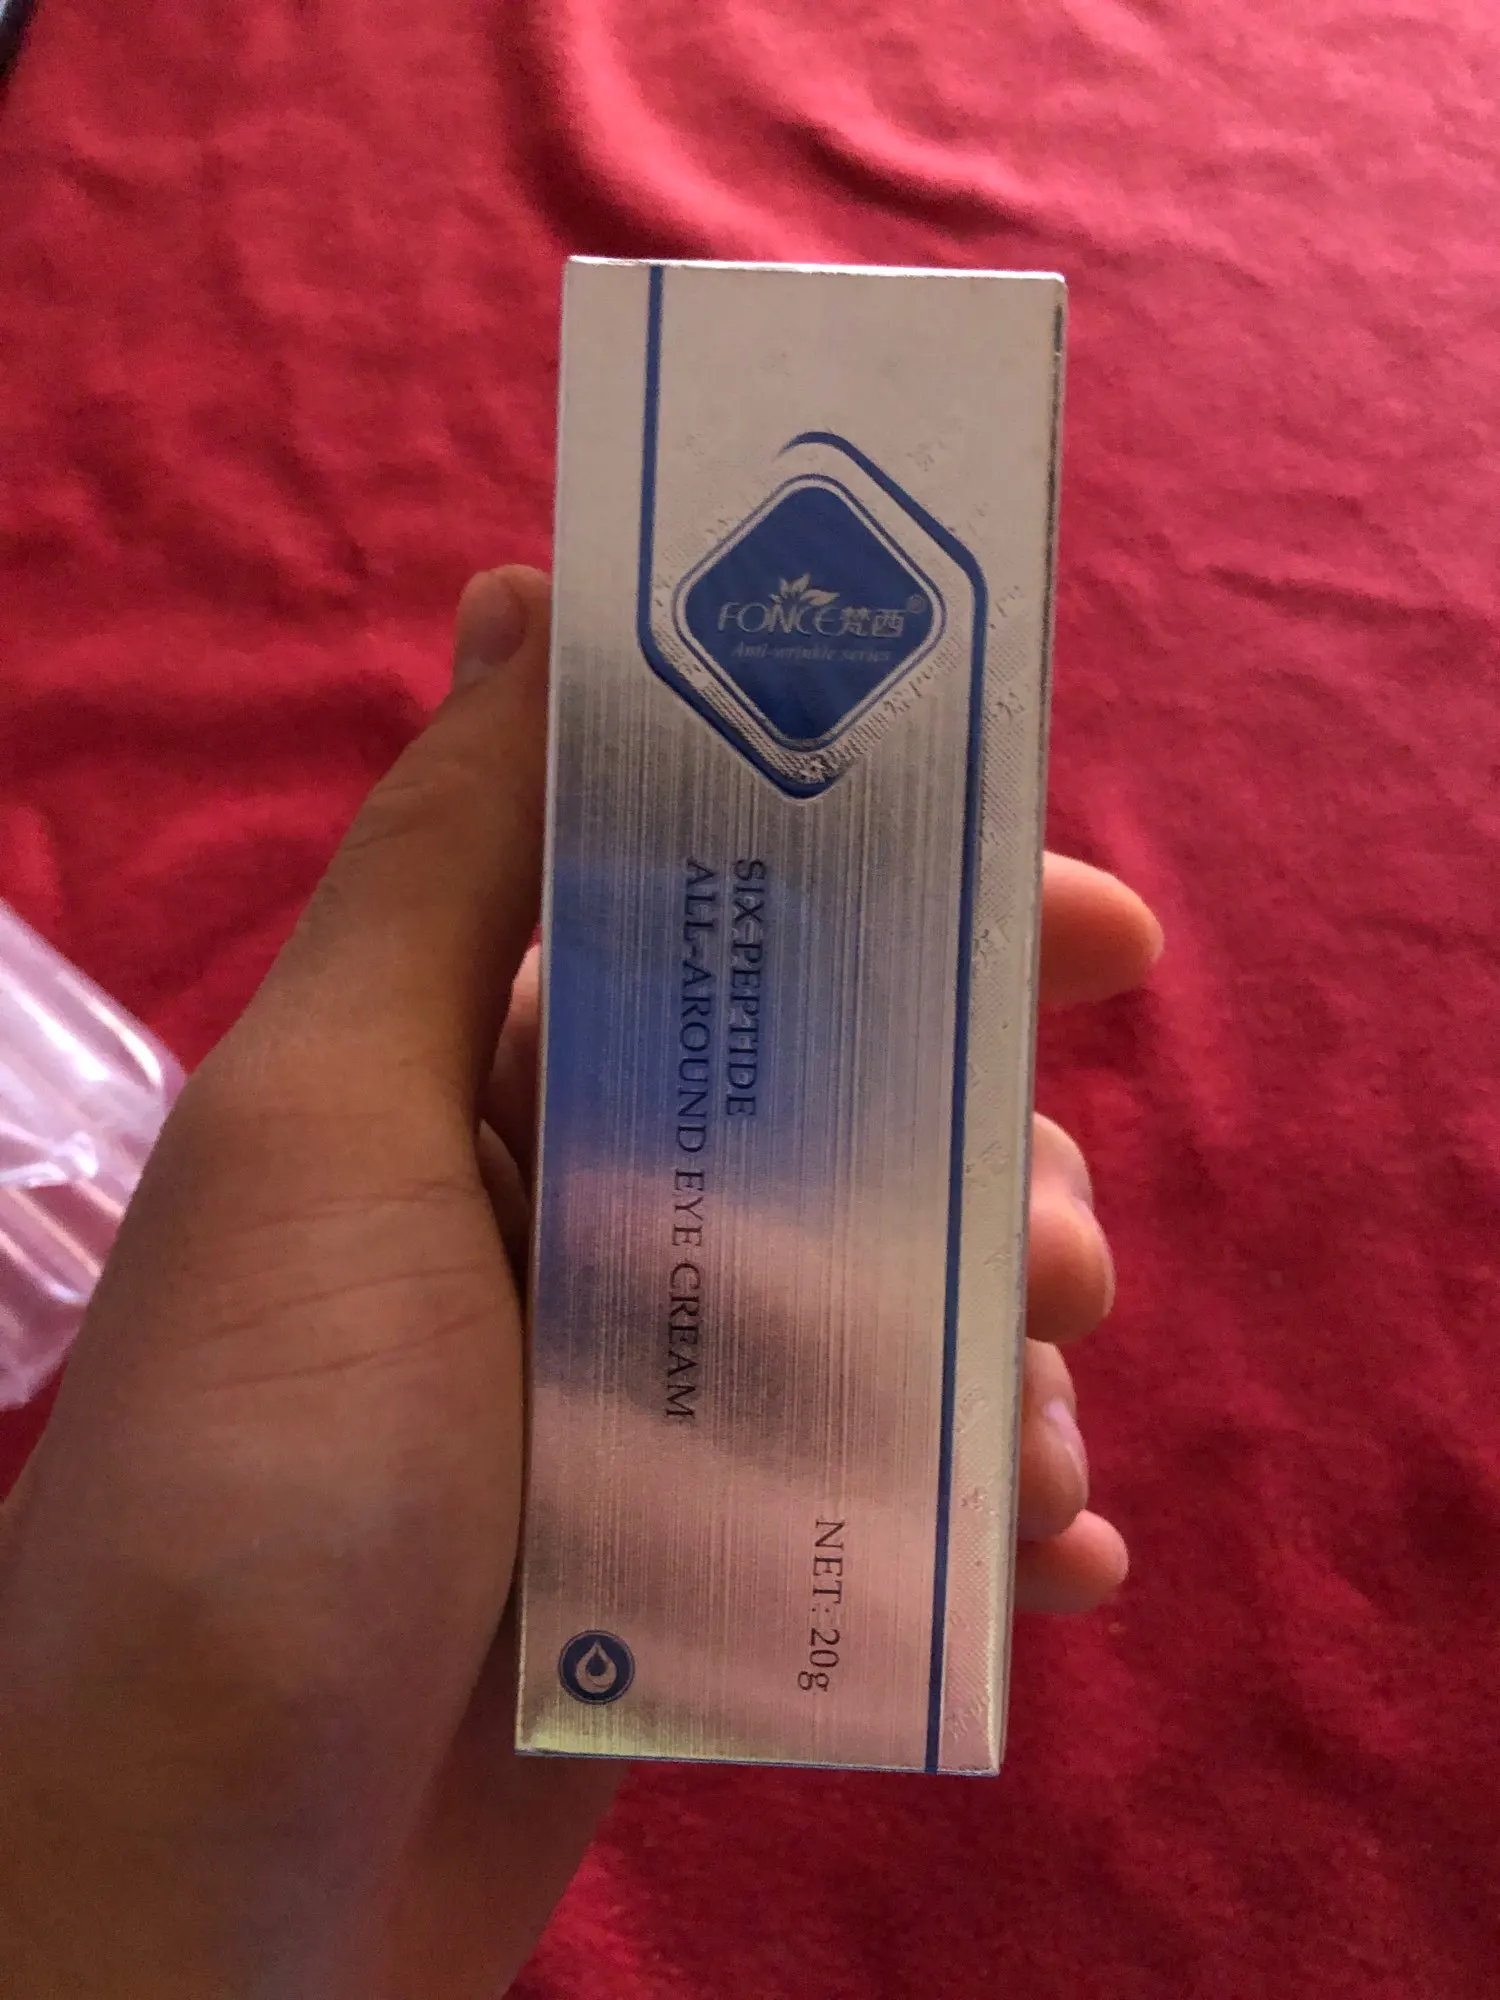 FONCE梵西®
Anti-wrinkle series
SIX-PEPTIDE
ALL-AROUND EYE CREAM
NET: 20g